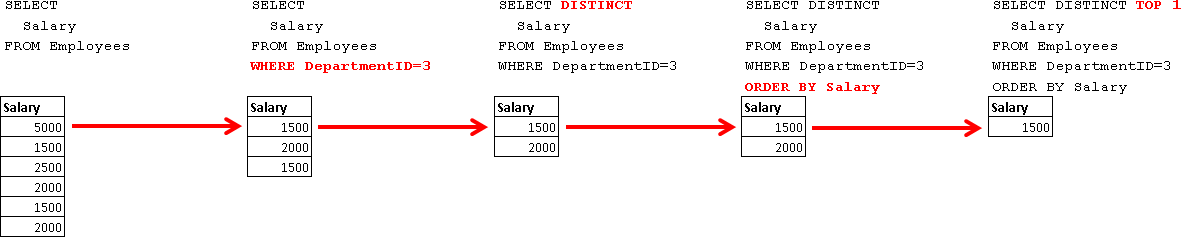 SELECT
Salary
FROM Employees
Salary
5000
1500
2500
2000
1500
2000
SELECT
Salary
FROM Employees
WHERE DepartmentID=3
Salary
1500
2000
1500
SELECT DISTINCT
Salary
FROM Employees
WHERE DepartmentID=3
Salary
1500
2000
SELECT DISTINCT
Salary
FROM Employees
WHERE DepartmentID=3
ORDER BY Salary
Salary
1500
2000
SELECT DISTINCT TOP 1
Salary
FROM Employees
WHERE DepartmentID=3
ORDER BY Salary
Salary
1500